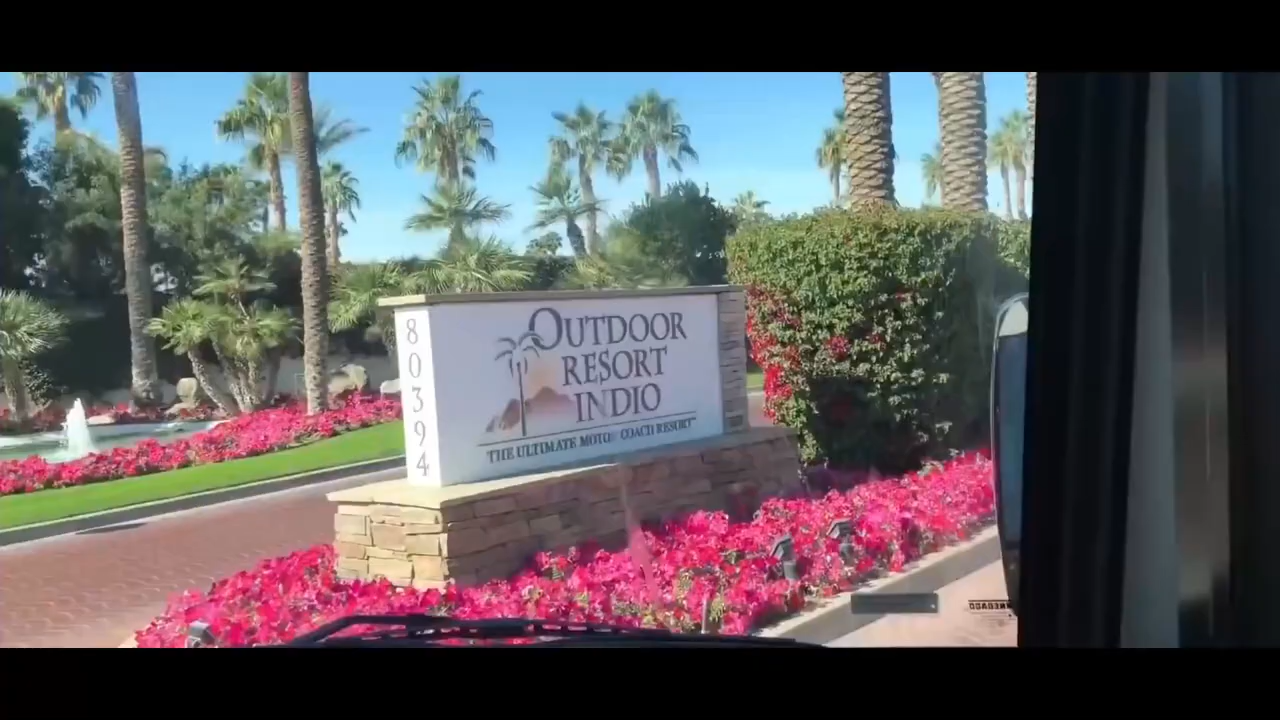 80394
OUTDOOR
RESORT
INDIO
THE ULTIMATE MOTOR COACH RESORT